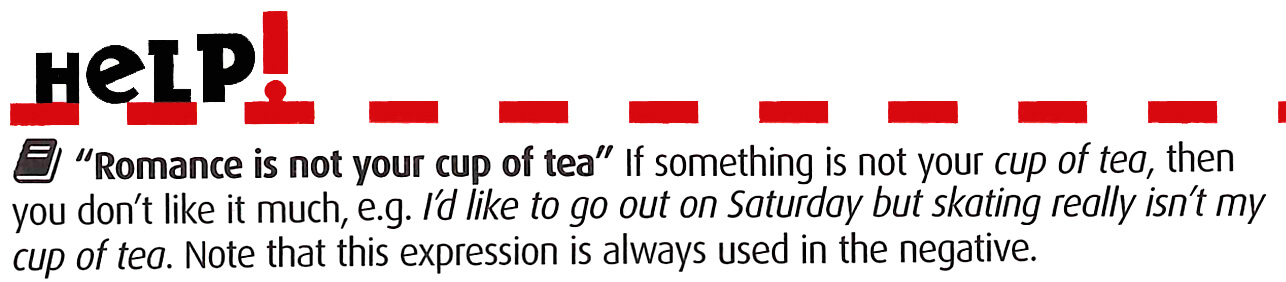 HeLP!
“Romance is not your cup of tea” If something is not your cup of tea, then
you don’t like it much, e.g. I’d like to go out on Saturday but skating really isn’t my
cup of tea. Note that this expression is always used in the negative.